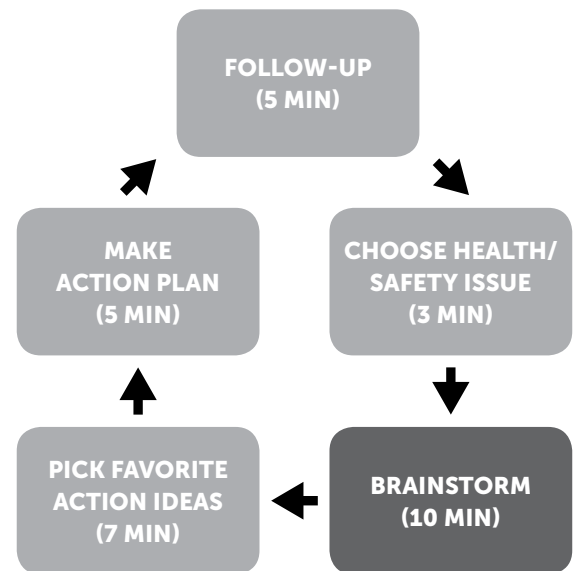 FOLLOW-UP
(5 MIN)
CHOOSE HEALTH/
SAFETY ISSUE
(3 MIN)
BRAINSTORM
(10 MIN)
PICK FAVORITE
ACTION IDEAS
(7 MIN)
MAKE
ACTION PLAN
(5 MIN)